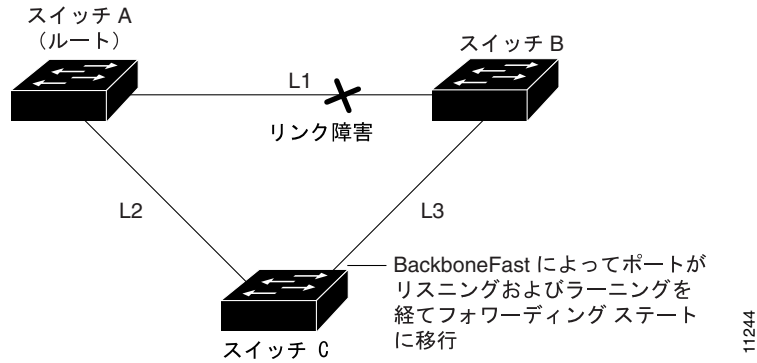 スイッチ A
(ルート)
スイッチ B
L1
リンク障害
L2
L3
BackboneFast によってポートが
リスニングおよびラーニングを
経てフォワーディング ステート
に移行
スイッチ C
11244